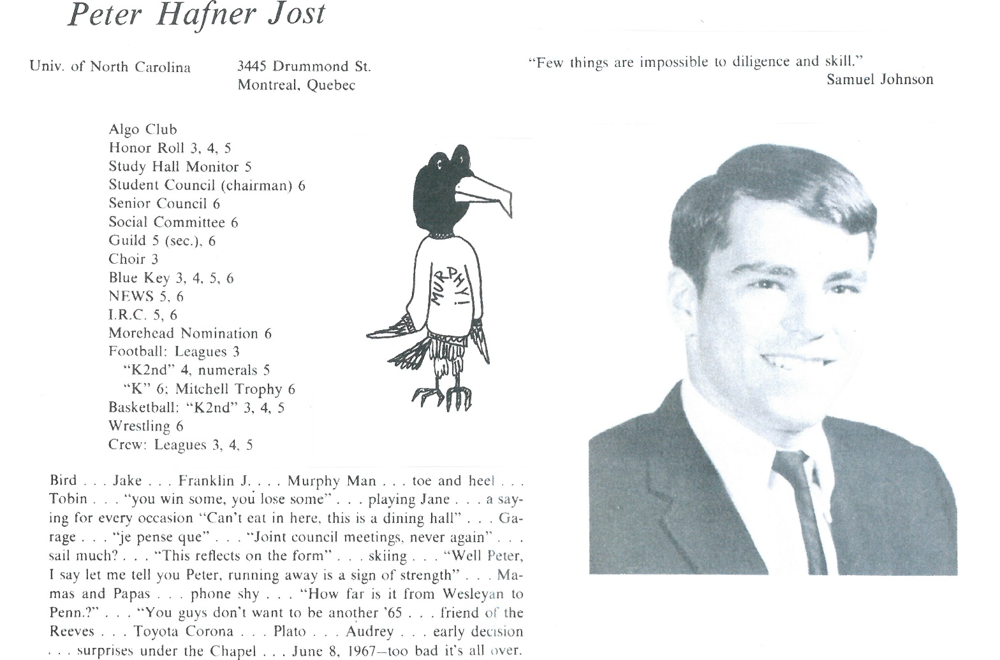 Peter Hafner Jost
Univ. of North Carolina
3445 Drummond St.
Montreal, Quebec
“Few things are impossible to diligence and skill.”
Samuel Johnson
Algo Club
Honor Roll 3, 4, 5
Study Hall Monitor 5
Student Council (chairman) 6
Senior Council 6
Social Committee 6
Guild 5 (sec.), 6
Choir 3
Blue Key 3, 4, 5, 6
NEWS 5, 6
I.R.C. 5, 6
Morehead Nomination 6
Football: Leagues 3
“K2nd” 4, numerals 5
“K” 6; Mitchell Trophy 6
Basketball: “K2nd” 3, 4, 5
Wrestling 6
Crew: Leagues 3, 4, 5
MURPHY!
Bird . . . Jake . . . Franklin J. . . . Murphy Man . . . toe and heel . . .
Tobin . . . “you win some, you lose some” . . . playing Jane . . . a say-
ing for every occasion “Can't eat in here, this is a dining hall” . . . Ga-
rage . . . “je pense que” . . . “Joint council meetings, never again” . . .
sail much? . . . “This reflects on the form” . . . skiing . . . “Well Peter,
I say let me tell you Peter, running away is a sign of strength” . . . Ma-
mas and Papas . . . phone shy . . . “How far is it from Wesleyan to
Penn.?” . . . “You guys don't want to be another '65 . . . friend of the
Reeves . . . Toyota Corona . . . Plato . . . Audrey . . . early decision
. . . surprises under the Chapel . . . June 8, 1967—too bad it's all over.